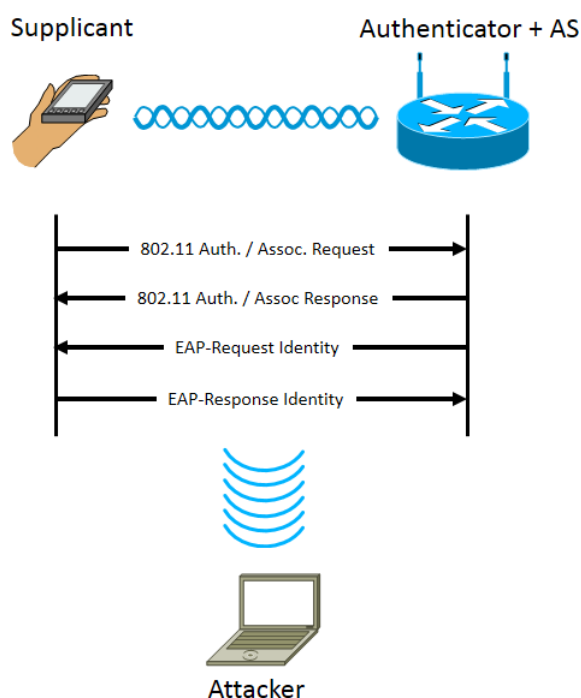 Supplicant
Authenticator + AS
802.11 Auth. / Assoc. Request
802.11 Auth. / Assoc Response
EAP-Request Identity
EAP-Response Identity
Attacker